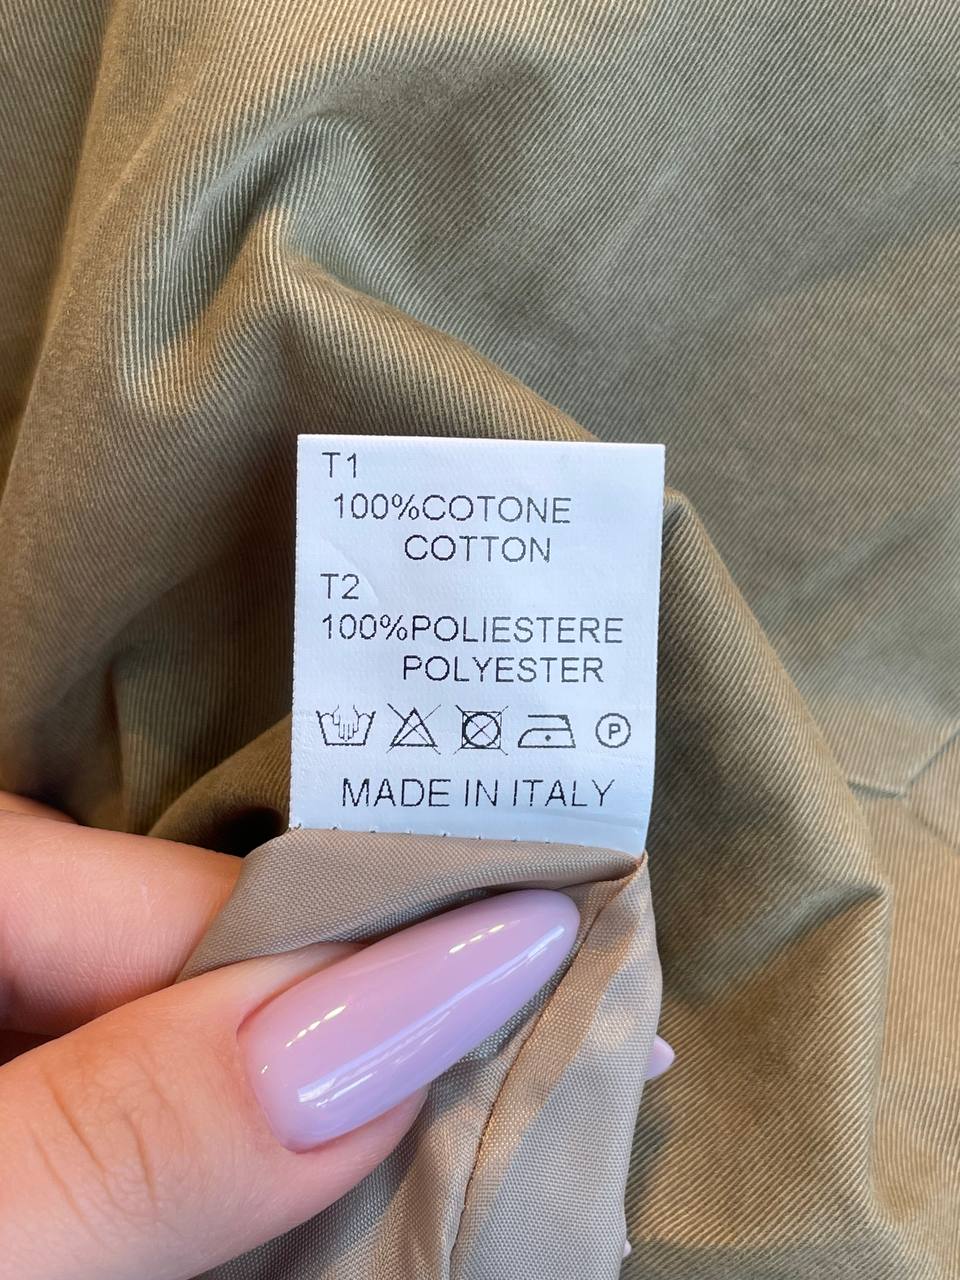 T1
100%COTONE
COTTON
T2
100%POLIESTERE
POLYESTER
P
MADE IN ITALY